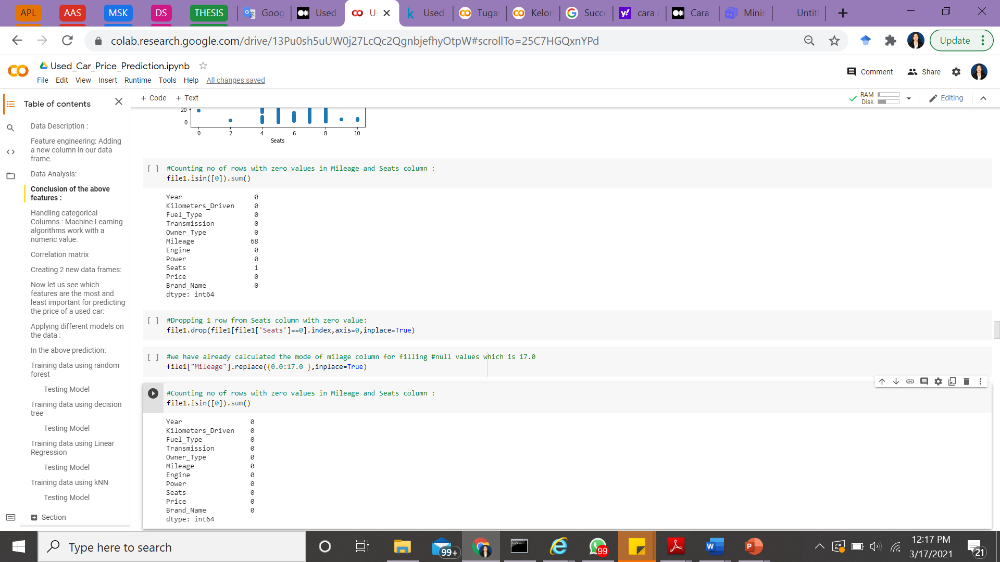 APL
AAS
MSK
DS
THESIS
Goog
Used
U
Used
Tuga
Kelon
Succe
cara
Cara
Minin
Untit
colab.research.google.com/drive/13Pu0sh5uUW0j27LcQc2QgnbjefhyOtpW#scrollTo=25C7HGQxnYPd
Update
Used_Car_Price_Prediction.ipynb
File Edit View Insert Runtime Tools Help All changes saved
Comment
Share
+ Code + Text
RAM
Disk
Editing
Table of contents
Data Description :
Feature engineering: Adding
a new column in our data
frame.
Data Analysis:
Conclusion of the above
features :
Handling categorical
Columns : Machine Learning
algorithms work with a
numeric value.
Correlation matrix
Creating 2 new data frames:
Now let us see which
features are the most and
least important for predicting
the price of a used car:
Applying different models on
the data :
In the above prediction:
Training data using random
forest
Testing Model
Training data using decision
tree
Testing Model
Training data using Linear
Regression
Testing Model
Training data using kNN
Testing Model
Section
20
0
0 2 4 6 8 10
Seats
[ ] #Counting no of rows with zero values in Mileage and Seats column :
file1.isin([0]).sum()
Year 0
Kilometers_Driven 0
Fuel_Type 0
Transmission 0
Owner_Type 0
Mileage 68
Engine 0
Power 0
Seats 1
Price 0
Brand_Name 0
dtype: int64
[ ] #Dropping 1 row from Seats column with zero value:
file1.drop(file1[file1['Seats']==0].index,axis=0,inplace=True)
[ ] #we have already calculated the mode of milage column for filling #null values which is 17.0
file1["Mileage"].replace({0.0:17.0 },inplace=True)
#Counting no of rows with zero values in Mileage and Seats column :
file1.isin([0]).sum()
Year 0
Kilometers_Driven 0
Fuel_Type 0
Transmission 0
Owner_Type 0
Mileage 0
Engine 0
Power 0
Seats 0
Price 0
Brand_Name 0
dtype: int64
Type here to search
99+
99
12:17 PM
3/17/2021
21